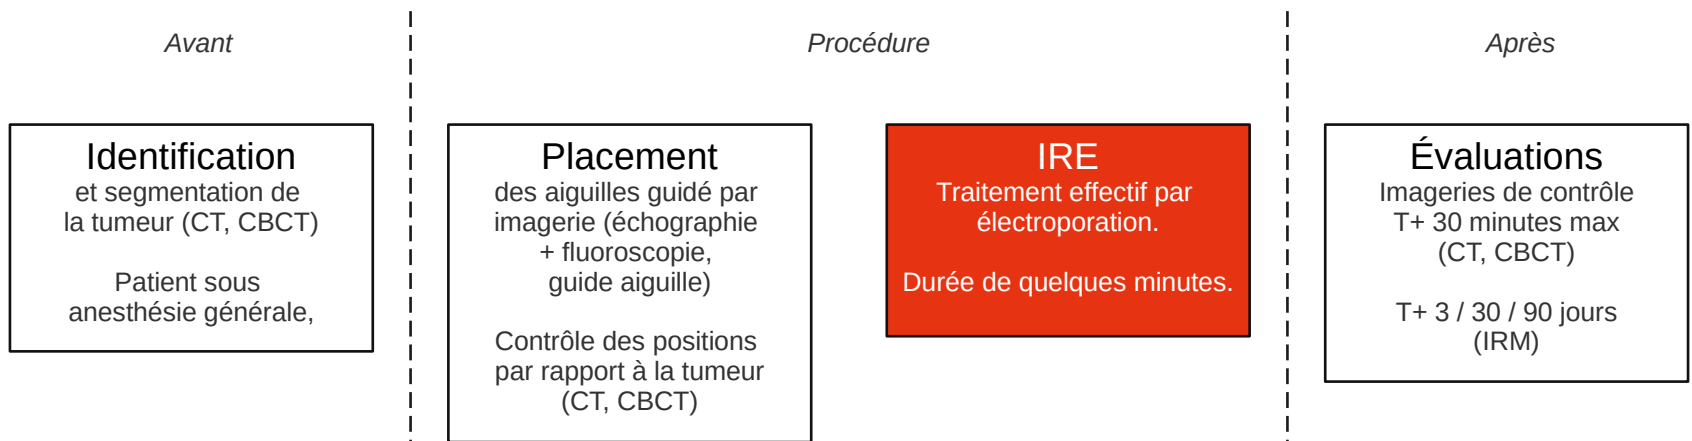 Avant
Procédure
Après
Identification
et segmentation de
la tumeur (CT, CBCT)
Patient sous
anesthésie générale,
Placement
des aiguilles guidé par
imagerie (échographie
+ fluoroscopie,
guide aiguille)
Contrôle des positions
par rapport à la tumeur
(CT, CBCT)
IRE
Traitement effectif par
électroporation.
Durée de quelques minutes.
Évaluations
Imageries de contrôle
T+ 30 minutes max
(CT, CBCT)
T+ 3 / 30 / 90 jours
(IRM)